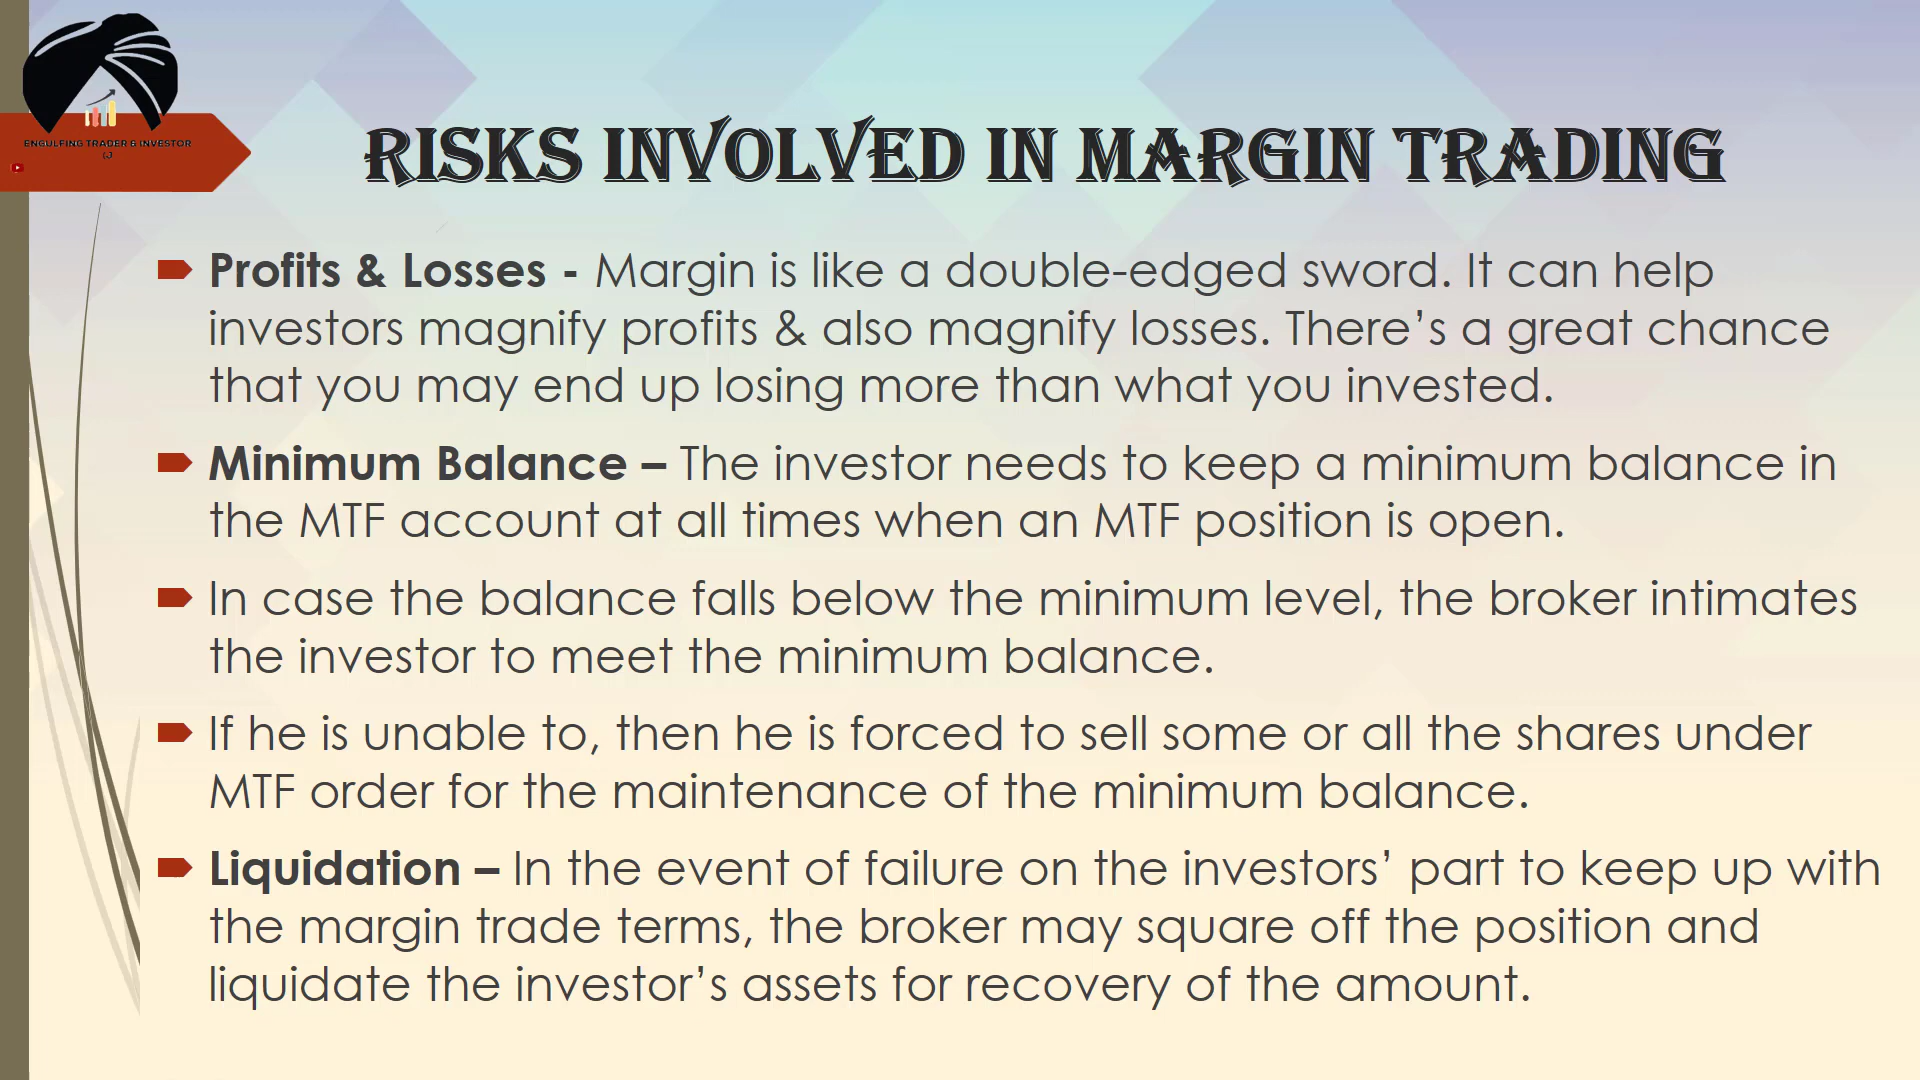 ENGULFING TRADER & INVESTOR
RISKS INVOLVED IN MARGIN TRADING
Profits & Losses - Margin is like a double-edged sword. It can help
investors magnify profits & also magnify losses. There’s a great chance
that you may end up losing more than what you invested.
Minimum Balance – The investor needs to keep a minimum balance in
the MTF account at all times when an MTF position is open.
In case the balance falls below the minimum level, the broker intimates
the investor to meet the minimum balance.
If he is unable to, then he is forced to sell some or all the shares under
MTF order for the maintenance of the minimum balance.
Liquidation – In the event of failure on the investors’ part to keep up with
the margin trade terms, the broker may square off the position and
liquidate the investor’s assets for recovery of the amount.